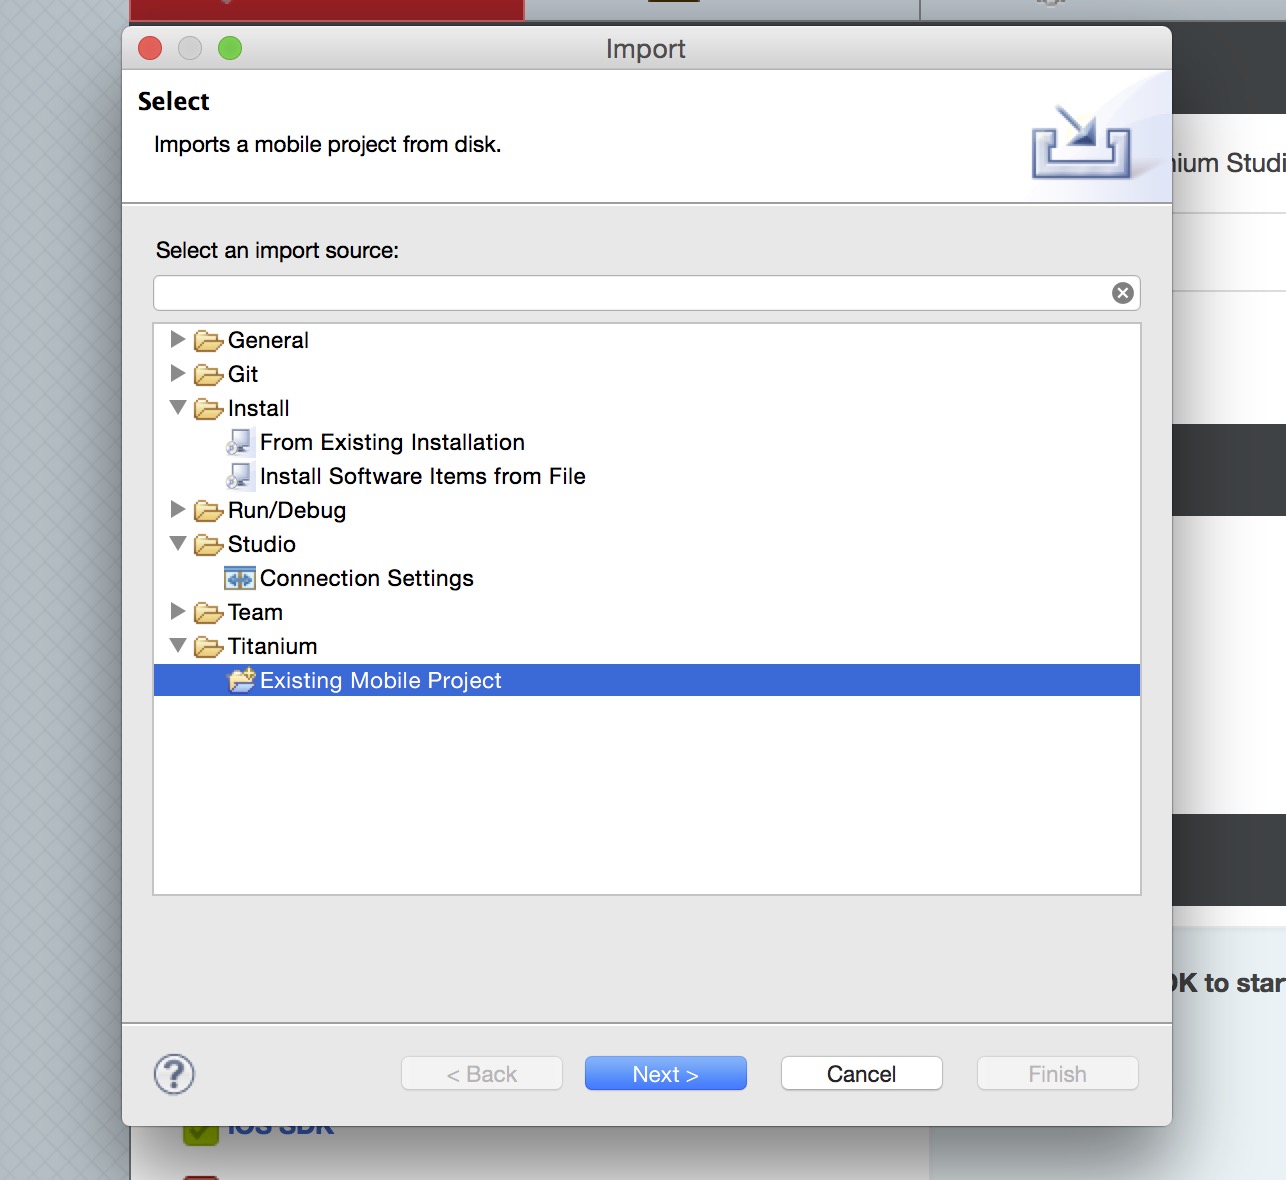 Import
Select
Imports a mobile project from disk.
Select an import source:
General
Git
Install
From Existing Installation
Install Software Items from File
Run/Debug
Studio
Connection Settings
Team
Titanium
Existing Mobile Project
?
< Back
Next >
Cancel
Finish
nium Studi
K to star
iOS SDK